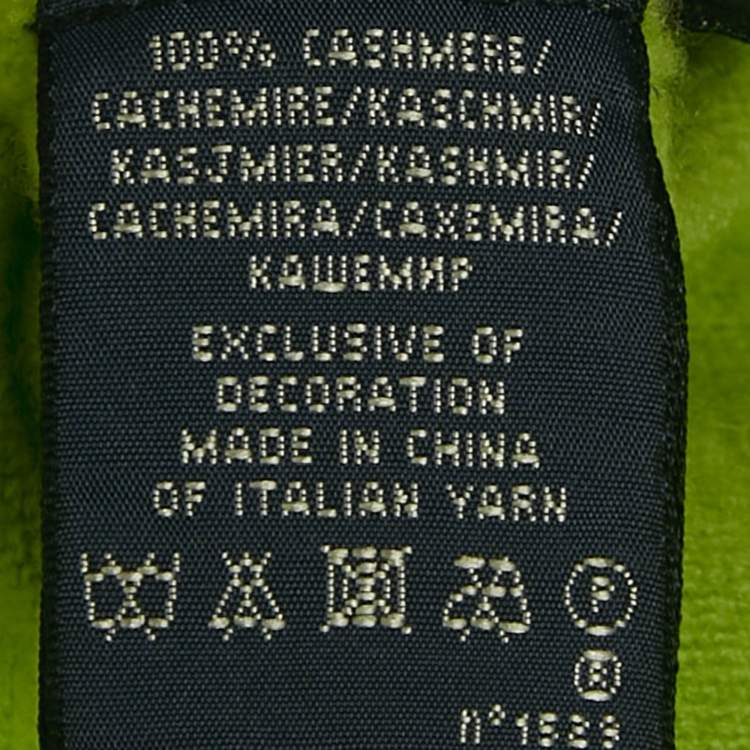 100% CASHMERE/
CACHEMIRE/KASCHMIR/
KASJMIER/KASHMIR/
CACHEMIRA/CAXEMIRA/
КАШЕМИР
EXCLUSIVE OF
DECORATION
MADE IN CHINA
OF ITALIAN YARN
P